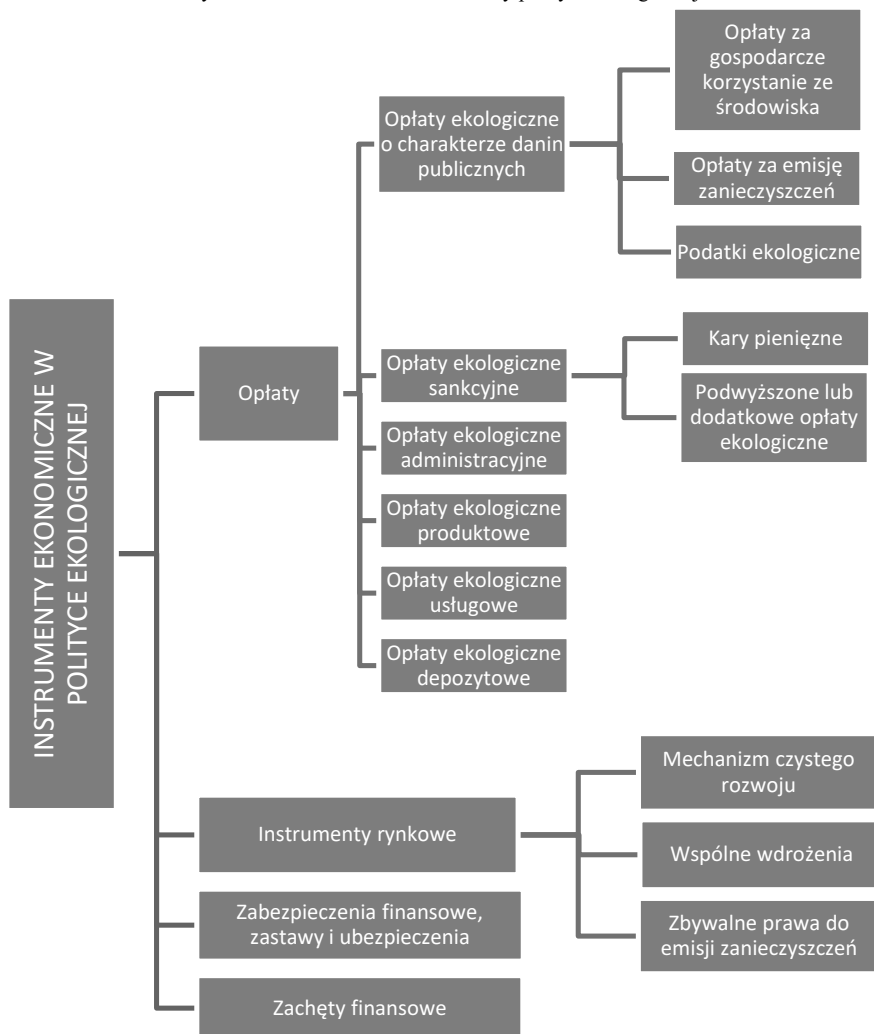 INSTRUMENTY EKONOMICZNE W
POLITYCE EKOLOGICZNEJ
Opłaty
Opłaty ekologiczne
o charakterze danin
publicznych
Opłaty za
gospodarcze
korzystanie ze
środowiska
Opłaty za emisję
zanieczyszczeń
Podatki ekologiczne
Opłaty ekologiczne
sankcyjne
Kary pieniężne
Podwyższone lub
dodatkowe opłaty
ekologiczne
Opłaty ekologiczne
administracyjne
Opłaty ekologiczne
produktowe
Opłaty ekologiczne
usługowe
Opłaty ekologiczne
depozytowe
Instrumenty rynkowe
Mechanizm czystego
rozwoju
Wspólne wdrożenia
Zbywalne prawa do
emisji zanieczyszczeń
Zabezpieczenia finansowe,
zastawy i ubezpieczenia
Zachęty finansowe